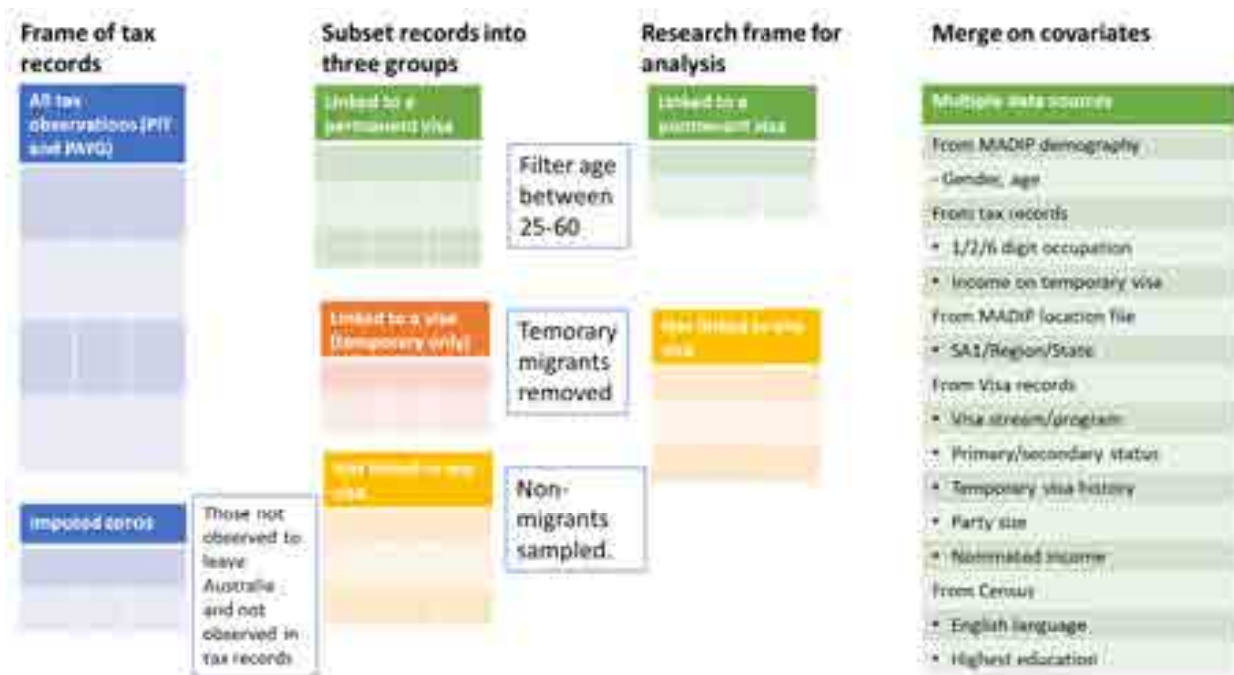 Frame of tax
records
All tax
observations (PIT
and PAYG)
Imputed zeros
Those not
observed to
leave
Australia
and not
observed in
tax records
Subset records into
three groups
Linked to a
permanent visa
Linked to a visa
(temporary only)
Not linked to any
visa
Filter age
between
25-60
Temorary
migrants
removed
Non-
migrants
sampled.
Research frame for
analysis
Linked to a
permanent visa
Not linked to any
visa
Merge on covariates
Multiple data sources
From MADIP demography
- Gender, age
From tax records
• 1/2/6 digit occupation
• Income on temporary visa
From MADIP location file
• SA1/Region/State
From Visa records
• Visa stream/program
• Primary/secondary status
• Temporary visa history
• Party size
• Nominated income
From Census
• English language
• Highest education